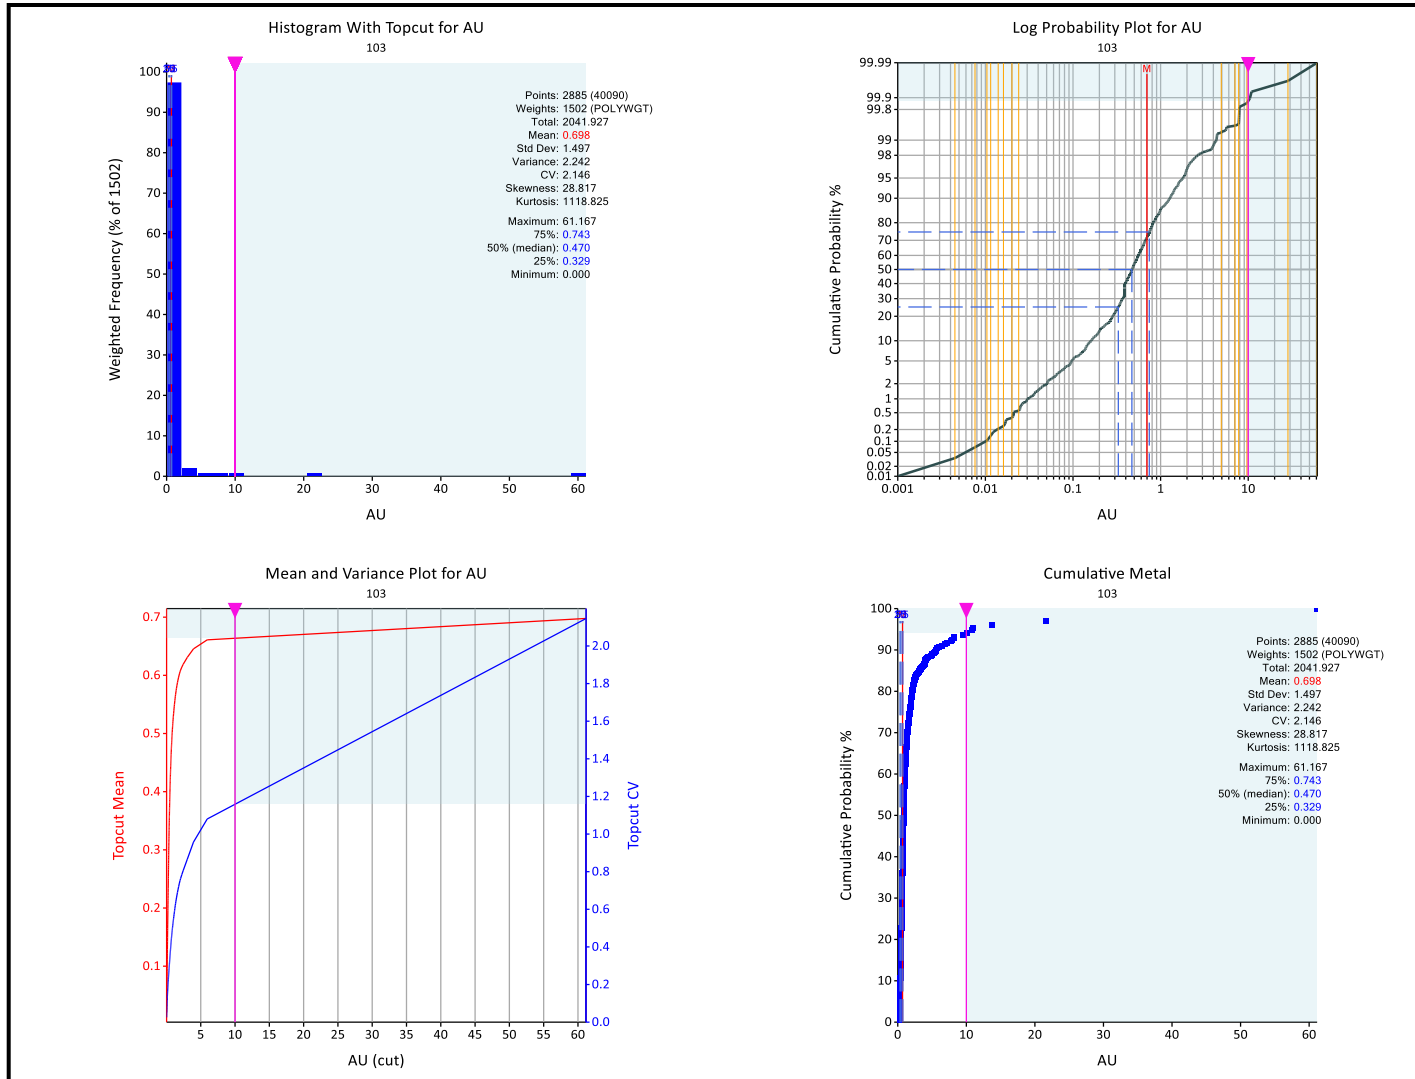 Histogram With Topcut for AU
103
Weighted Frequency (% of 1502)
100
90
80
70
60
50
40
30
20
10
0
Points: 2885 (40090)
Weights: 1502 (POLYWGT)
Total: 2041.927
Mean: 0.698
Std Dev: 1.497
Variance: 2.242
CV: 2.146
Skewness: 28.817
Kurtosis: 1118.825
Maximum: 61.167
75%: 0.743
50% (median): 0.470
25%: 0.329
Minimum: 0.000
0 10 20 30 40 50 60
AU
Log Probability Plot for AU
103
Cumulative Probability %
M
99.99
99.9
99.8
99
98
95
90
80
70
60
50
40
30
20
10
5
2
1
0.5
0.2
0.1
0.05
0.02
0.01
0.001 0.01 0.1 1 10
AU
Mean and Variance Plot for AU
103
Topcut Mean
0.7
0.6
0.5
0.4
0.3
0.2
0.1
Topcut CV
2.0
1.8
1.6
1.4
1.2
1.0
0.8
0.6
0.4
0.2
0.0
5 10 15 20 25 30 35 40 45 50 55 60
AU (cut)
Cumulative Metal
103
Cumulative Probability %
100
90
80
70
60
50
40
30
20
10
0
Points: 2885 (40090)
Weights: 1502 (POLYWGT)
Total: 2041.927
Mean: 0.698
Std Dev: 1.497
Variance: 2.242
CV: 2.146
Skewness: 28.817
Kurtosis: 1118.825
Maximum: 61.167
75%: 0.743
50% (median): 0.470
25%: 0.329
Minimum: 0.000
0 10 20 30 40 50 60
AU